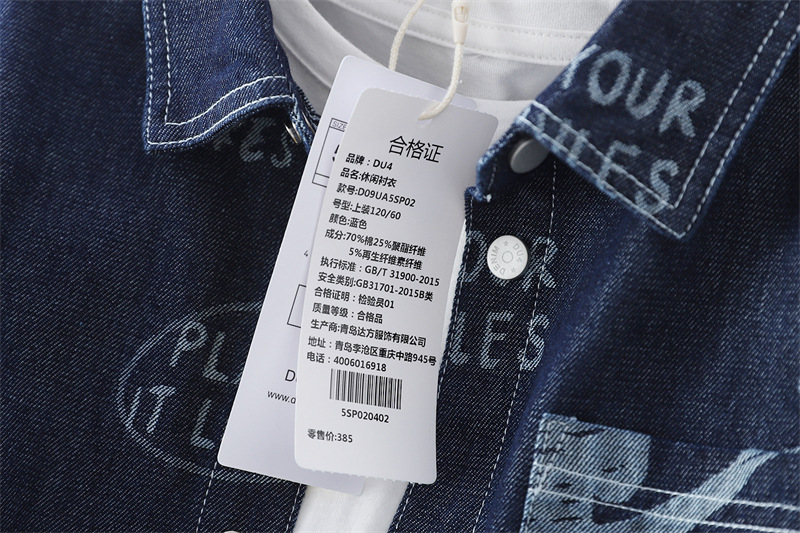 YOUR
合格证
品牌：DU4
品名:休闲衬衣
款号:D09UA5SP02
号型:上装120/60
颜色:蓝色
成分:70%棉25%聚酯纤维
5%再生纤维素纤维
执行标准：GB/T 31900-2015
安全类别:GB31701-2015B类
合格证明：检验员01
质量等级：合格品
生产商:青岛达方服饰有限公司
地址：青岛李沧区重庆中路945号
电话：4006016918
5SP020402
零售价:385
SIZE
DU4
DENIM
IT
www.d